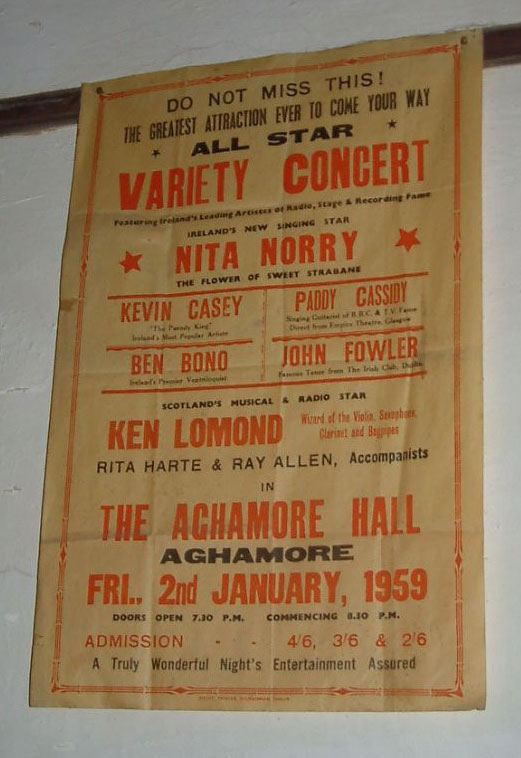 DO NOT MISS THIS!
THE GREATEST ATTRACTION EVER TO COME YOUR WAY
ALL STAR
VARIETY CONCERT
Featuring Ireland's Leading Artistes of Radio, Stage & Recording Fame
IRELAND'S NEW SINGING STAR
NITA NORRY
THE FLOWER OF SWEET STRABANE
KEVIN CASEY
"The Parody King"
Ireland's Most Popular Artiste
PADDY CASSIDY
Singing Guitarist of B.B.C. & T.V. Fame
Direct from Empire Theatre, Glasgow
BEN BONO
Ireland's Premier Ventriloquist
JOHN FOWLER
Famous Tenor from The Irish Club, Dublin
SCOTLAND'S MUSICAL & RADIO STAR
KEN LOMOND
Wizard of the Violin, Saxophone,
Clarinet and Bagpipes
RITA HARTE & RAY ALLEN, Accompanists
IN
THE AGHAMORE HALL
AGHAMORE
FRI., 2nd JANUARY, 1959
DOORS OPEN 7.30 P.M. COMMENCING 8.30 P.M.
ADMISSION - - 4/6, 3/6 & 2/6
A Truly Wonderful Night's Entertainment Assured